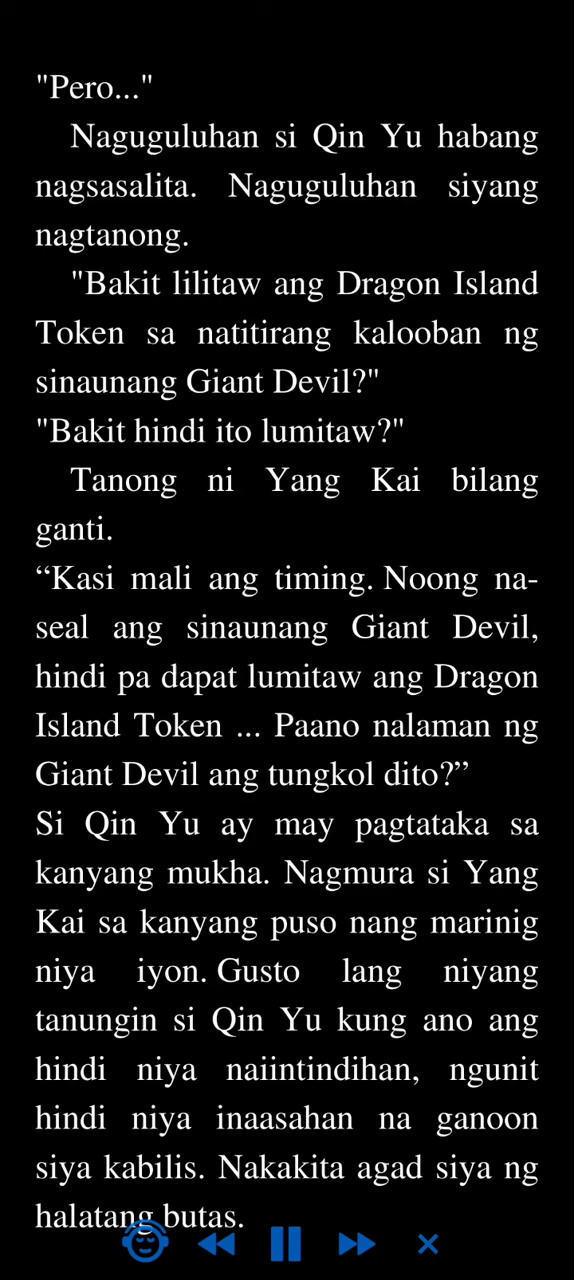 "Pero..."
Naguguluhan si Qin Yu habang
nagsasalita. Naguguluhan siyang
nagtanong.
"Bakit lilitaw ang Dragon Island
Token sa natitirang kalooban ng
sinaunang Giant Devil?"
"Bakit hindi ito lumitaw?"
Tanong ni Yang Kai bilang
ganti.
“Kasi mali ang timing. Noong na-
seal ang sinaunang Giant Devil,
hindi pa dapat lumitaw ang Dragon
Island Token ... Paano nalaman ng
Giant Devil ang tungkol dito?”
Si Qin Yu ay may pagtataka sa
kanyang mukha. Nagmura si Yang
Kai sa kanyang puso nang marinig
niya iyon. Gusto lang niyang
tanungin si Qin Yu kung ano ang
hindi niya naiintindihan, ngunit
hindi niya inaasahan na ganoon
siya kabilis. Nakakita agad siya ng
halatang butas.